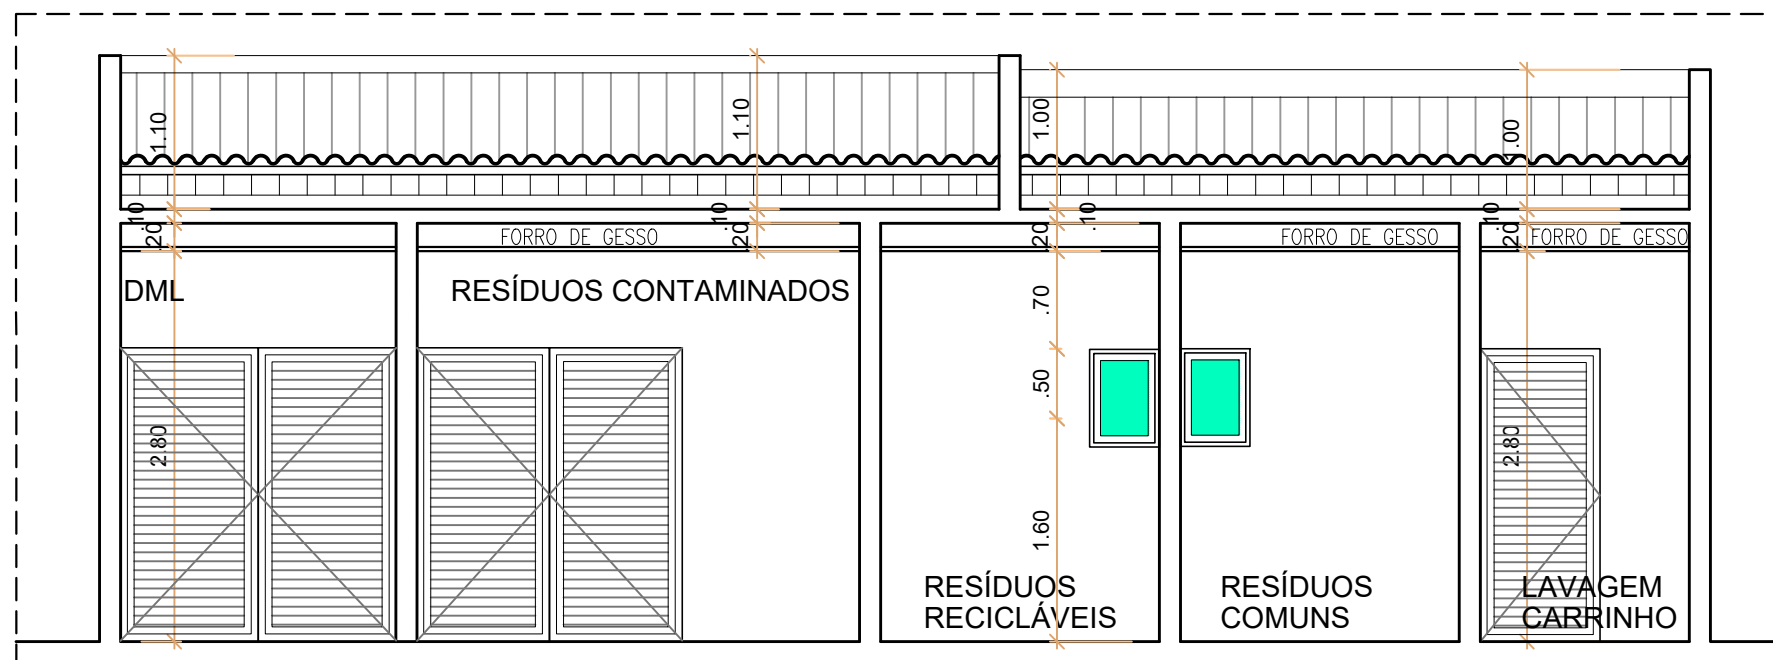 1.10
1.10
1.00
1.00
.10
.20
.10
.20
.20
.10
.10
.20
FORRO DE GESSO
FORRO DE GESSO
FORRO DE GESSO
DML
RESÍDUOS CONTAMINADOS
.70
.50
2.80
2.80
1.60
RESÍDUOS
RECICLÁVEIS
RESÍDUOS
COMUNS
LAVAGEM
CARRINHO